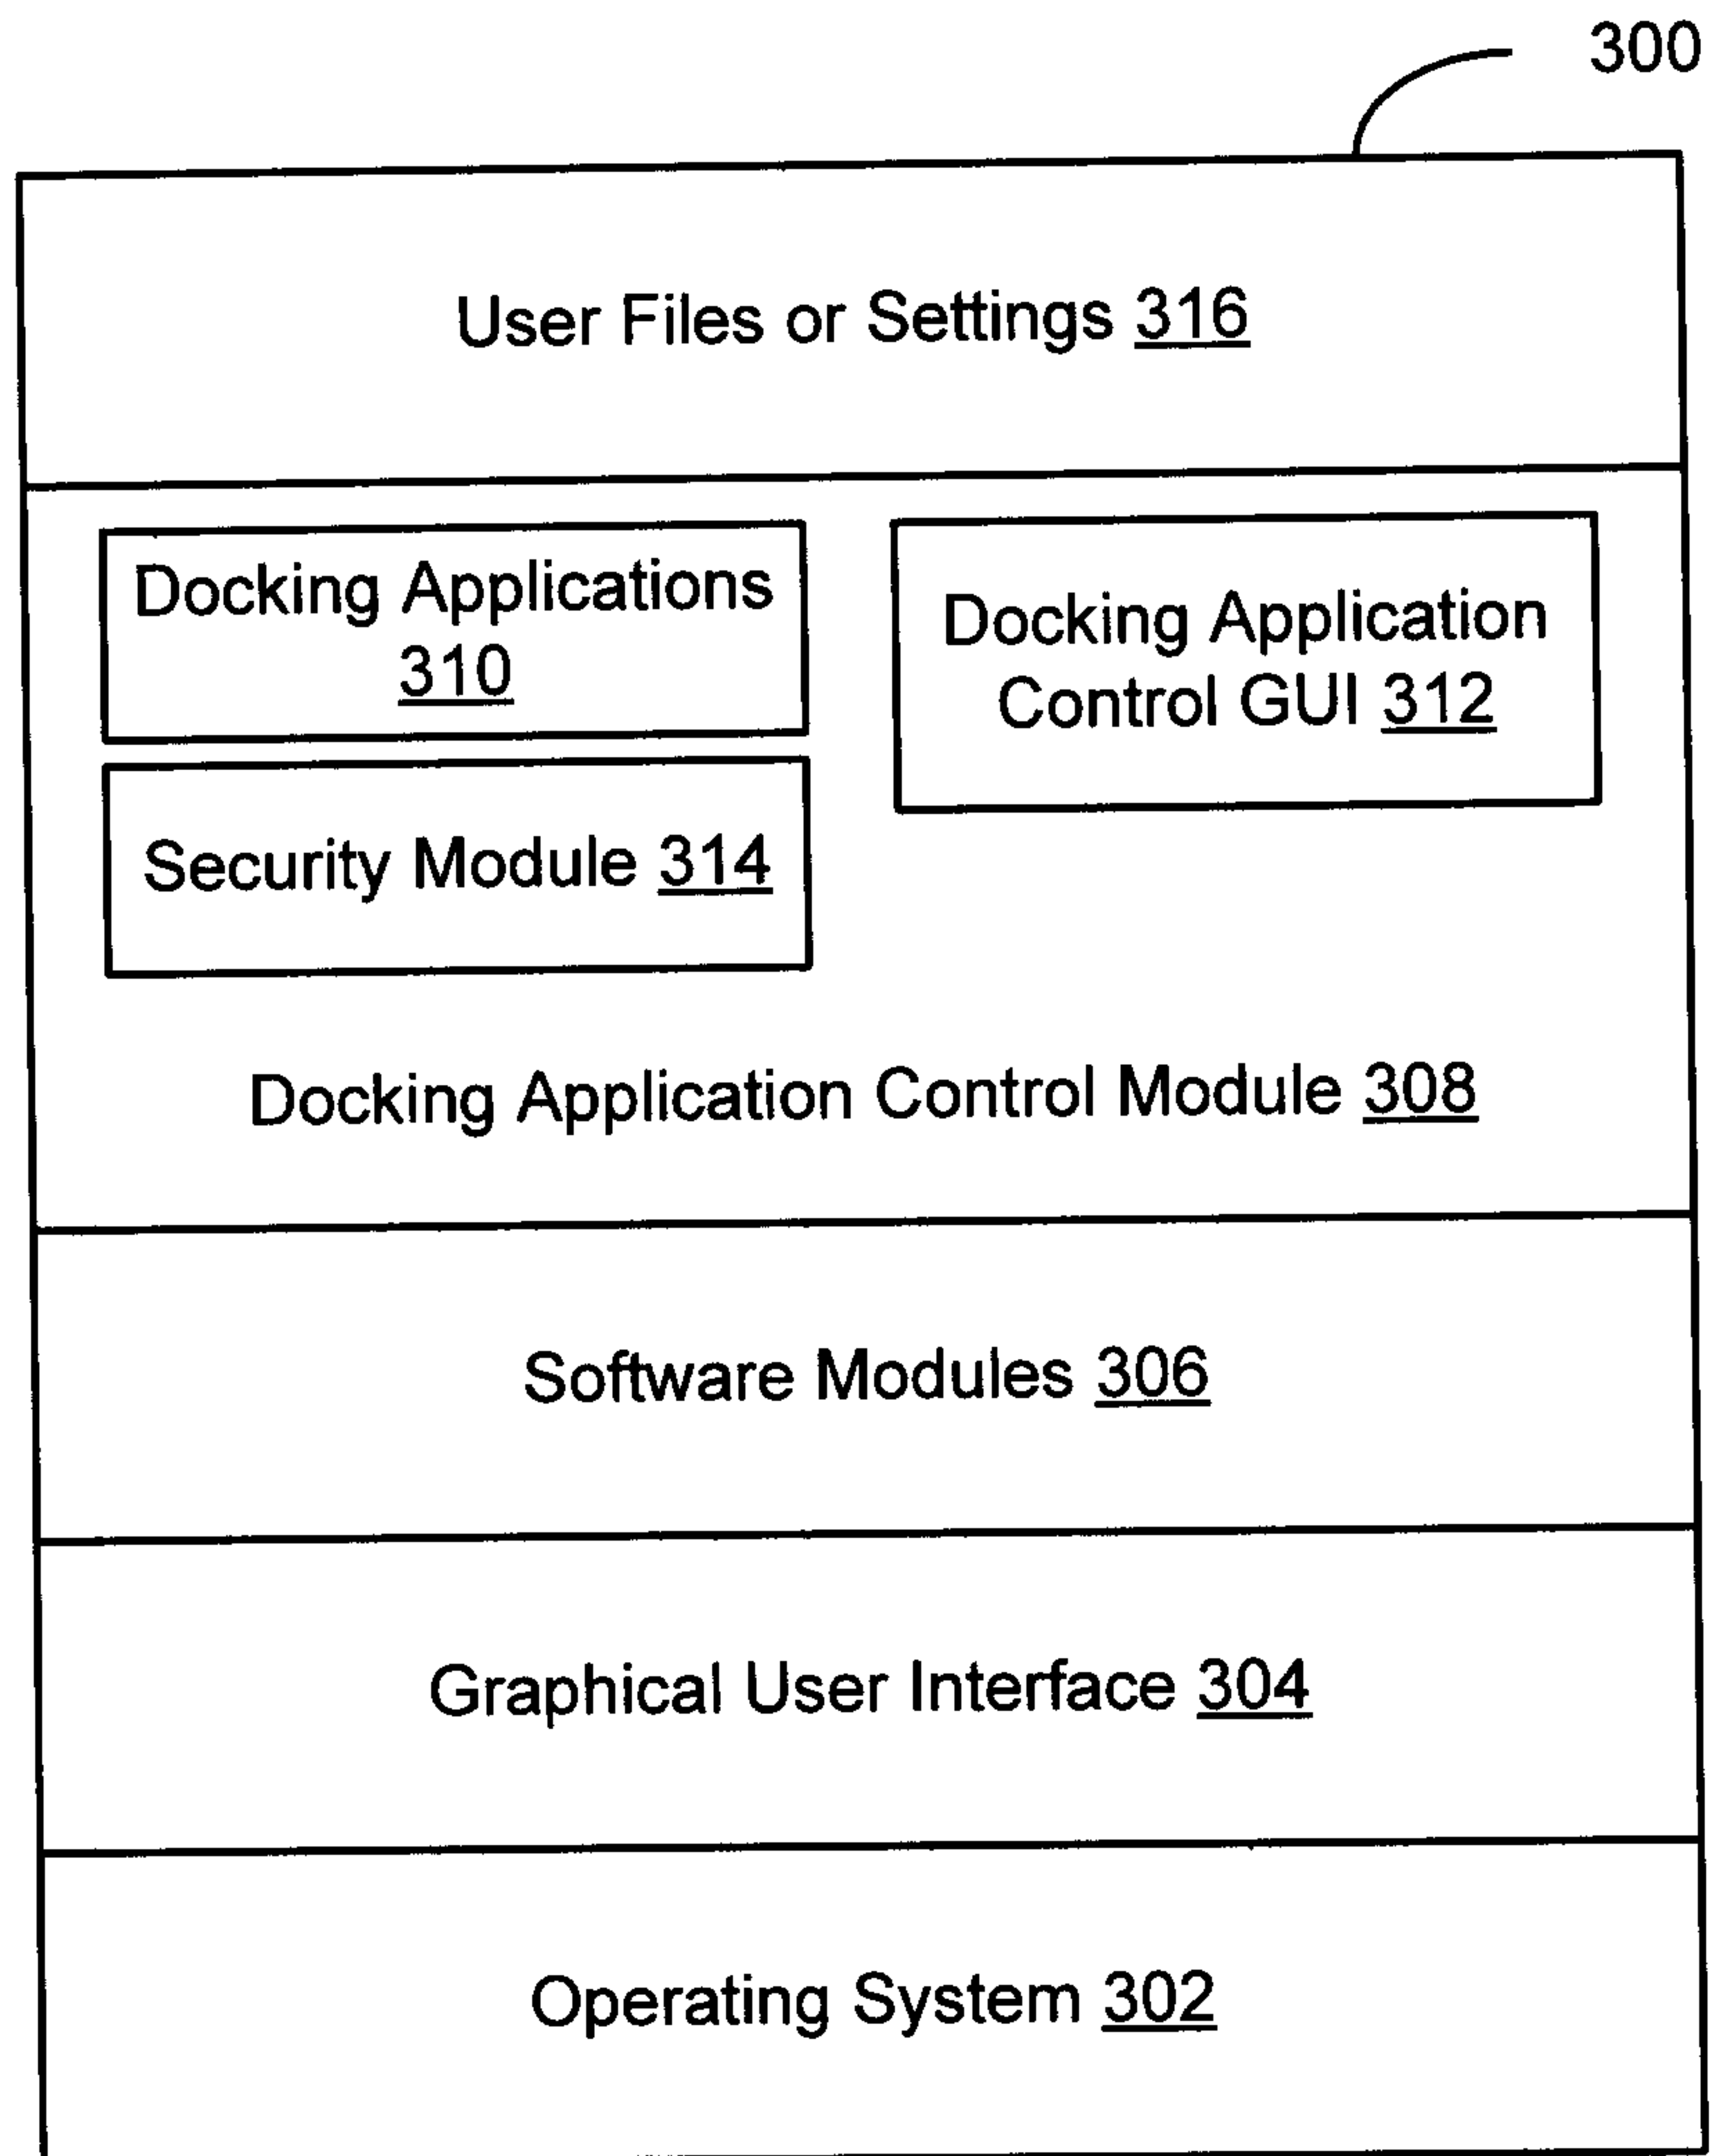 300
User Files or Settings 316
Docking Applications
310
Docking Application
Control GUI 312
Security Module 314
Docking Application Control Module 308
Software Modules 306
Graphical User Interface 304
Operating System 302